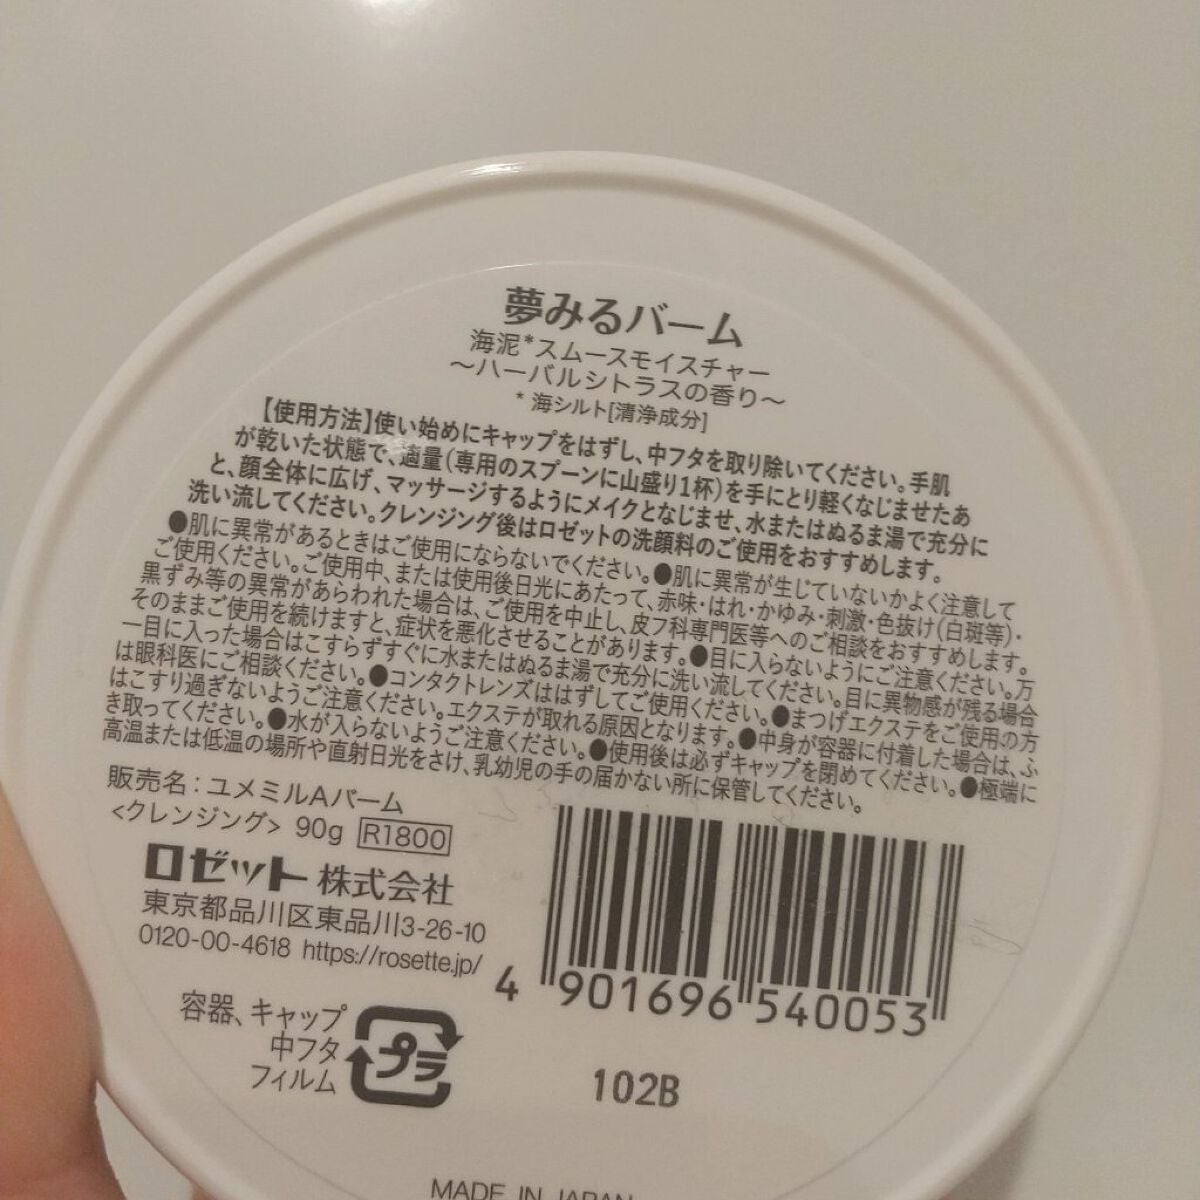 夢みるバーム
海泥*スムースモイスチャー
〜ハーバルシトラスの香り〜
* 海シルト[清浄成分]
【使用方法】使い始めにキャップをはずし、中フタを取り除いてください。手肌
が乾いた状態で、適量(専用のスプーンに山盛り1杯)を手にとり軽くなじませたあ
と、顔全体に広げ、マッサージするようにメイクとなじませ、水またはぬるま湯で充分に
洗い流してください。クレンジング後はロゼットの洗顔料のご使用をおすすめします。
●肌に異常があるときはご使用にならないでください。●肌に異常が生じていないかよく注意して
ご使用ください。ご使用中、または使用後日光にあたって、赤味・はれ・かゆみ・刺激・色抜け(白斑等)・
黒ずみ等の異常があらわれた場合は、ご使用を中止し、皮フ科専門医等へのご相談をおすすめします。
そのままご使用を続けますと、症状を悪化させることがあります。●目に入らないようにご注意ください。万
一目に入った場合はこすらずすぐに水またはぬるま湯で充分に洗い流してください。目に異物感が残る場合
は眼科医にご相談ください。●コンタクトレンズははずしてご使用ください。●まつげエクステをご使用の方
はこすり過ぎないようご注意ください。エクステが取れる原因となります。●中身が容器に付着した場合は、ふ
き取ってください。●水が入らないようご注意ください。●使用後は必ずキャップを閉めてください。●極端に
高温または低温の場所や直射日光をさけ、乳幼児の手の届かない所に保管してください。
販売名:ユメミルAバーム
<クレンジング> 90g R1800
ロゼット株式会社
東京都品川区東品川3-26-10
0120-00-4618 https://rosette.jp/
4 901696 540053
容器、キャップ
中フタ
フィルム
プラ
102B
MADE IN JAPAN